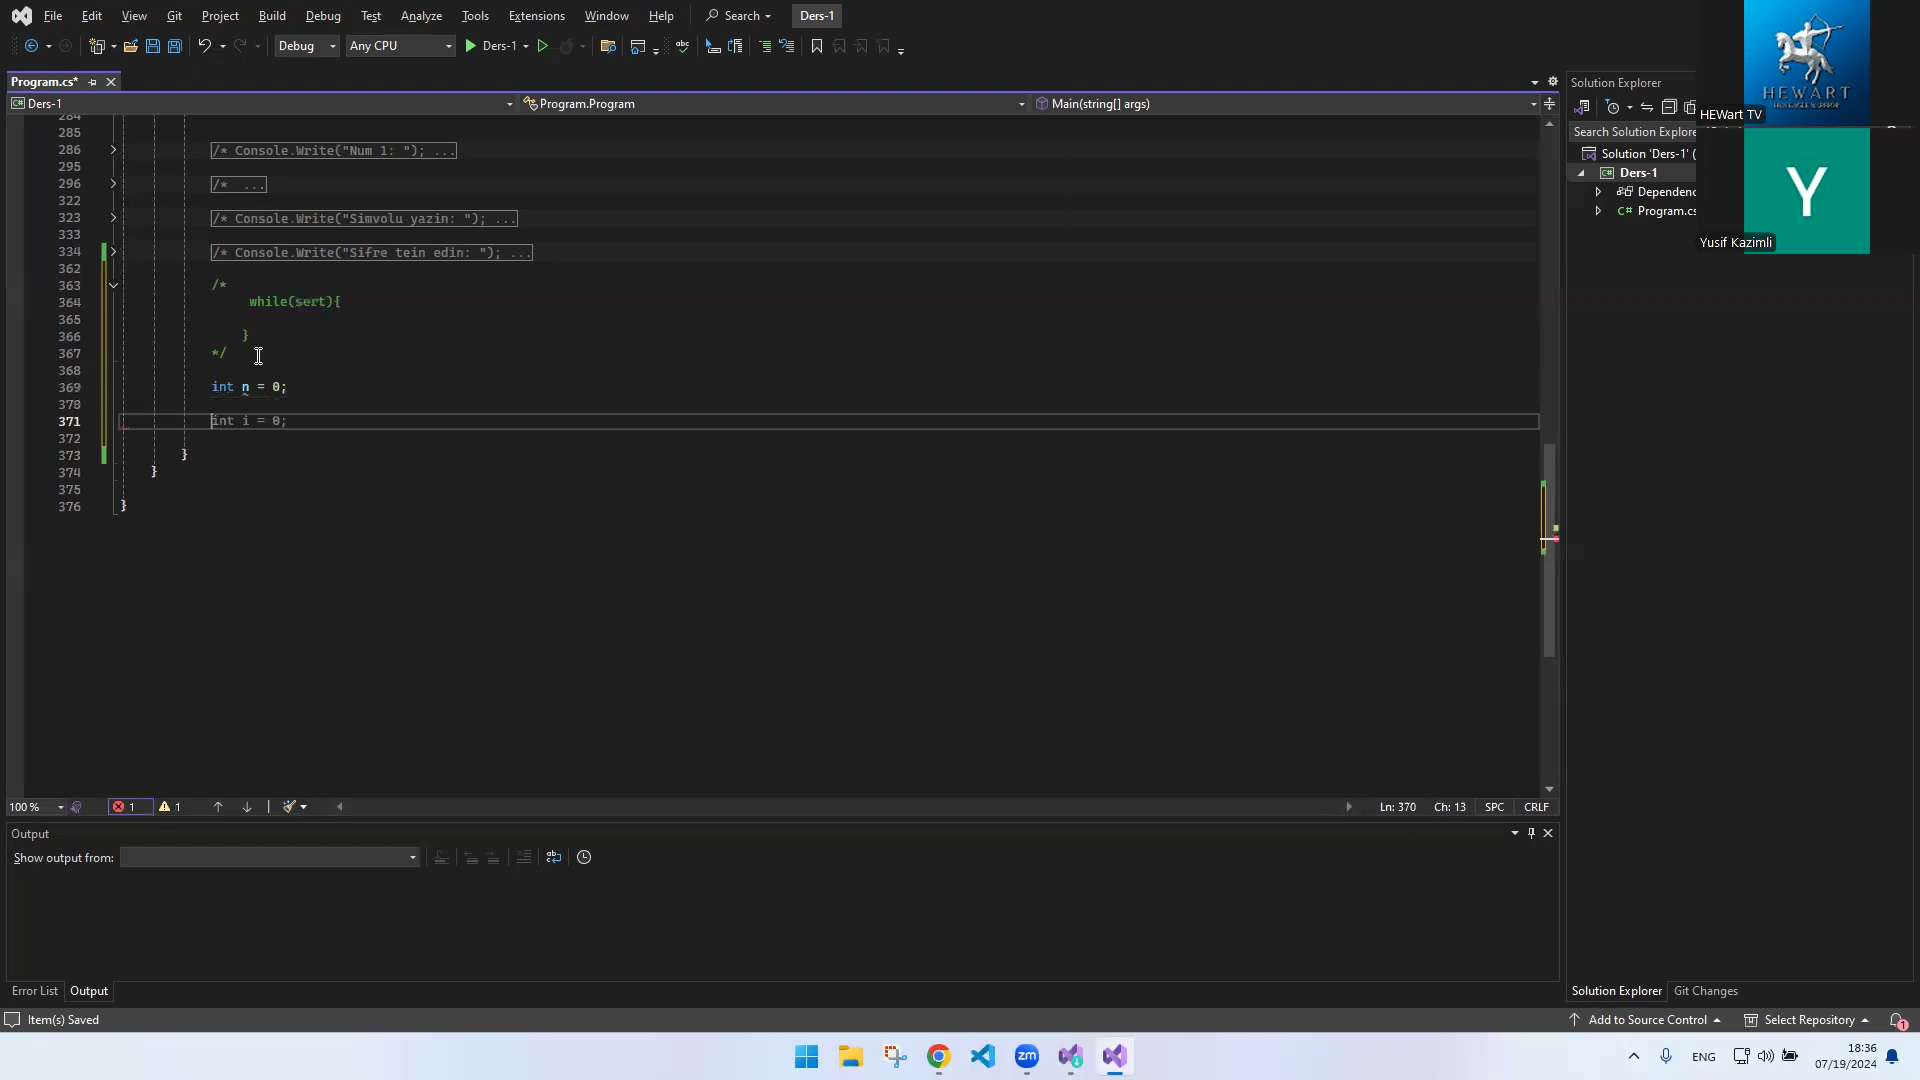 File Edit View Git Project Build Debug Test Analyze Tools Extensions Window Help Search Ders-1
Debug Any CPU Ders-1
Program.cs*
Ders-1 Program.Program Main(string[] args)
284
285
286 /* Console.Write("Num 1: "); ...
295
296 /* ...
322
323 /* Console.Write("Simvolu yazin: "); ...
333
334 /* Console.Write("Sifre tein edin: "); ...
362
363 /*
364 while(sert){
365
366 }
367 */
368
369 int n = 0;
370
371 int i = 0;
372
373 }
374 }
375
376 }
100 % 1 1 Ln: 370 Ch: 13 SPC CRLF
Output
Show output from:
Error List Output
Item(s) Saved
Solution Explorer
Search Solution Explore
Solution 'Ders-1' (
Ders-1
Dependenc
Program.cs
HEWART
HEWart TV
Y
Yusif Kazimli
Solution Explorer Git Changes
Add to Source Control Select Repository 1
zm
ENG
18:36
07/19/2024